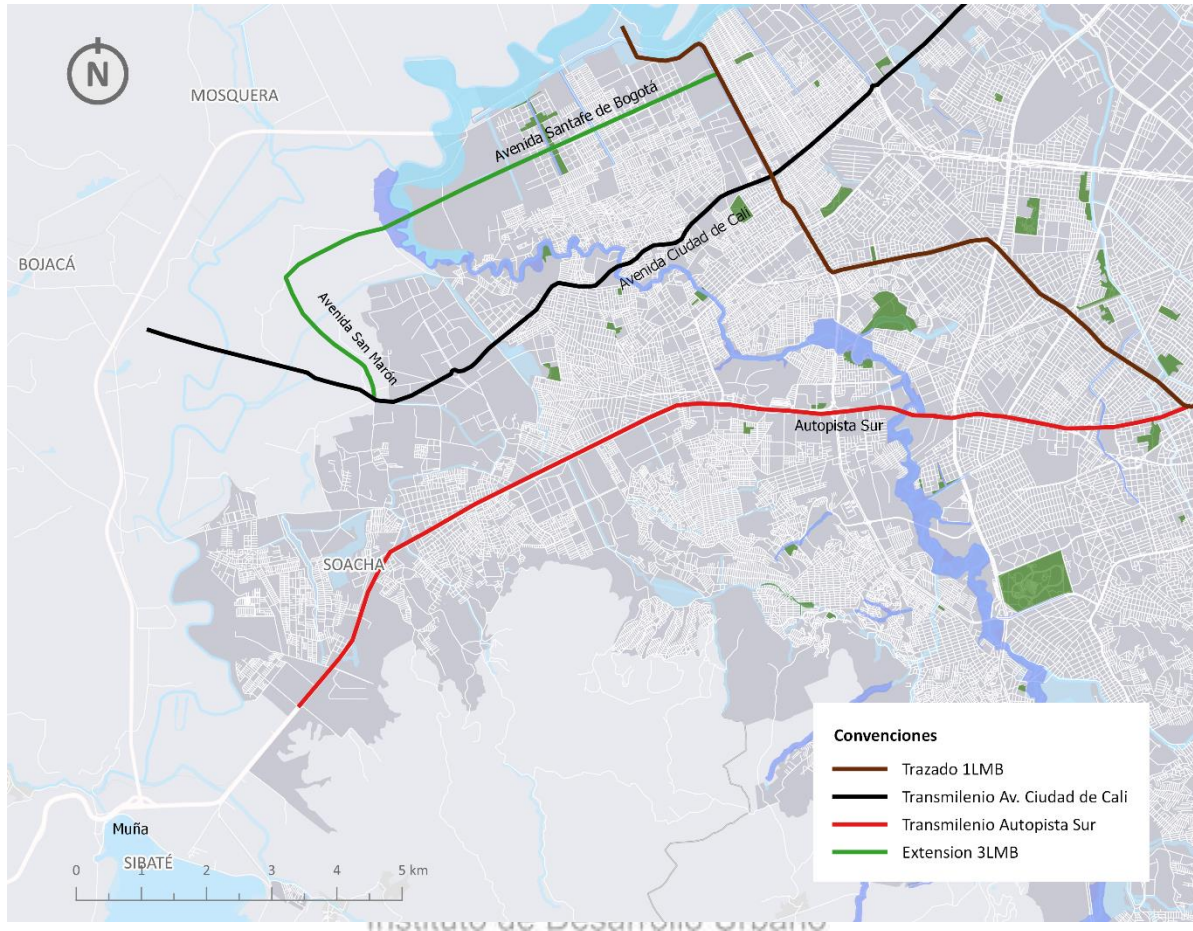 N
MOSQUERA
Avenida Santafe de Bogotá
BOJACÁ
Avenida Ciudad de Cali
Avenida San Marón
Autopista Sur
SOACHA
Muña
SIBATÉ
0 1 2 3 4 5 km
Convenciones
Trazado 1LMB
Transmilenio Av. Ciudad de Cali
Transmilenio Autopista Sur
Extension 3LMB
Instituto de Desarrollo Urbano